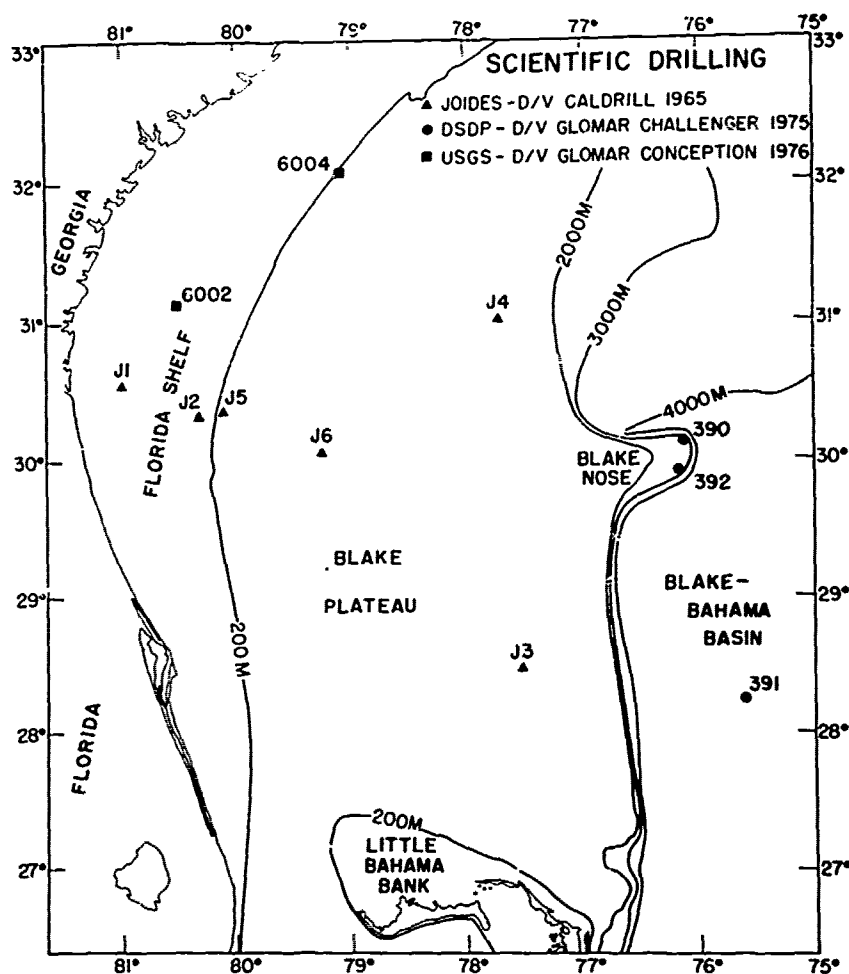 81° 80° 79° 78° 77° 76° 75°
33° 33°
SCIENTIFIC DRILLING
▲ JOIDES - D/V CALDRILL 1965
● DSDP - D/V GLOMAR CHALLENGER 1975
■ USGS - D/V GLOMAR CONCEPTION 1976
6004
32° 32°
2000M
GEORGIA
6002
3000M
J4
31° 31°
FLORIDA SHELF
J1
J2
J5
4000M
J6
390
30° 30°
BLAKE
NOSE
392
BLAKE
PLATEAU
29° 29°
BLAKE-
BAHAMA
BASIN
200M
J3
391
28° 28°
FLORIDA
200M
27° 27°
LITTLE
BAHAMA
BANK
81° 80° 79° 78° 77° 76° 75°